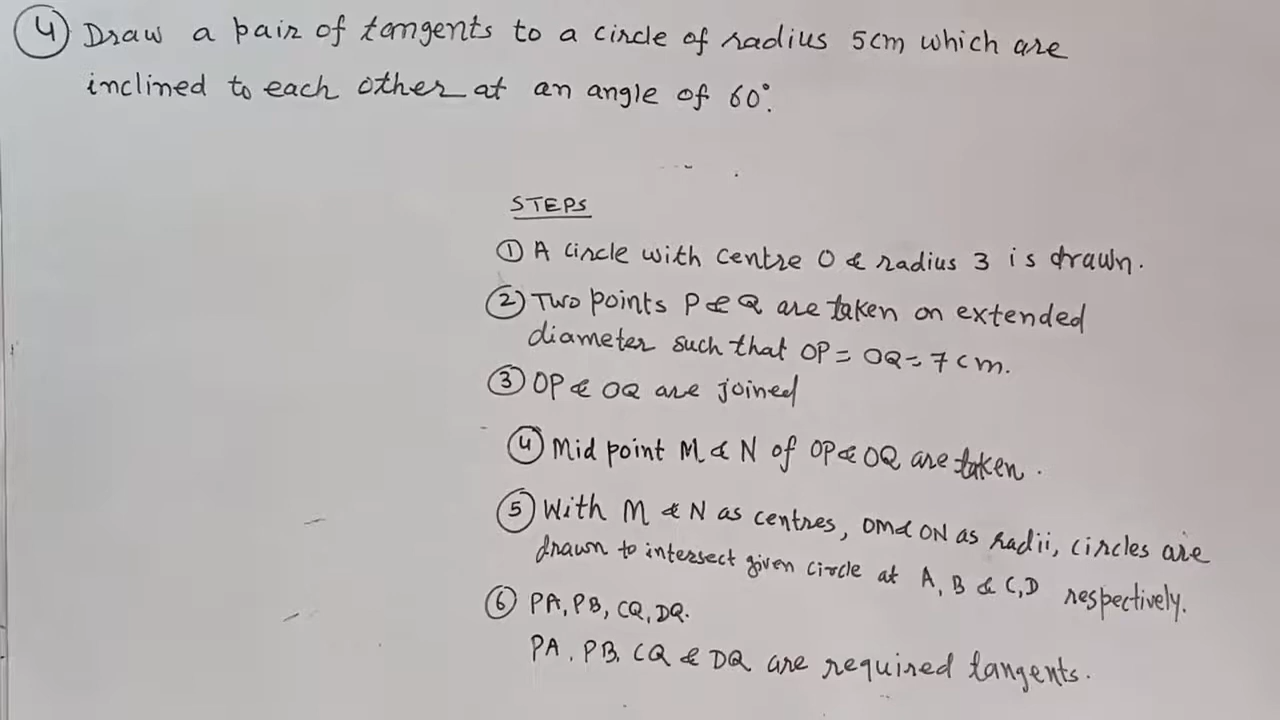 ④ Draw a pair of tangents to a circle of radius 5cm which are
inclined to each other at an angle of 60°.
STEPS
① A circle with centre O & radius 3 is drawn.
② Two points P & Q are taken on extended
diameter such that OP = OQ = 7cm.
③ OP & OQ are joined
④ Mid point M & N of OP & OQ are taken.
⑤ With M & N as centres, OM & ON as radii, circles are
drawn to intersect given circle at A, B & C,D respectively.
⑥ PA, PB, CQ, DQ.
PA, PB, CQ & DQ are required tangents.